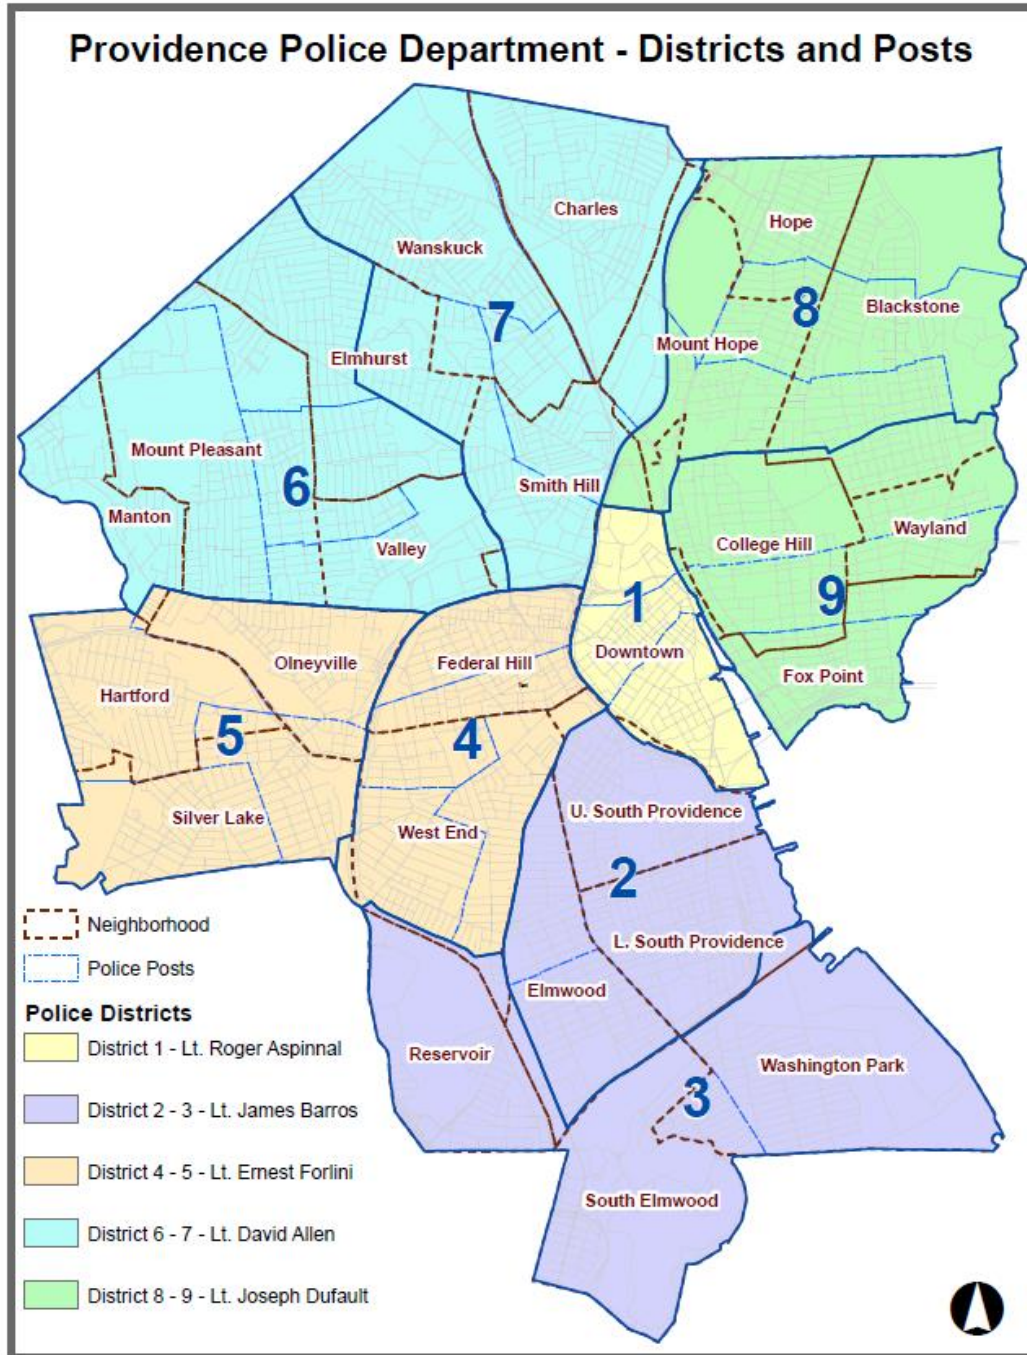 Providence Police Department - Districts and Posts
Charles
Hope
Wanskuck
7
8
Blackstone
Elmhurst
Mount Hope
Mount Pleasant
6
Smith Hill
Manton
Valley
College Hill
Wayland
1
9
Downtown
Olneyville
Federal Hill
Fox Point
Hartford
5
4
Silver Lake
West End
U. South Providence
2
L. South Providence
Elmwood
Reservoir
Washington Park
3
South Elmwood
Neighborhood
Police Posts
Police Districts
District 1 - Lt. Roger Aspinnal
District 2 - 3 - Lt. James Barros
District 4 - 5 - Lt. Ernest Forlini
District 6 - 7 - Lt. David Allen
District 8 - 9 - Lt. Joseph Dufault